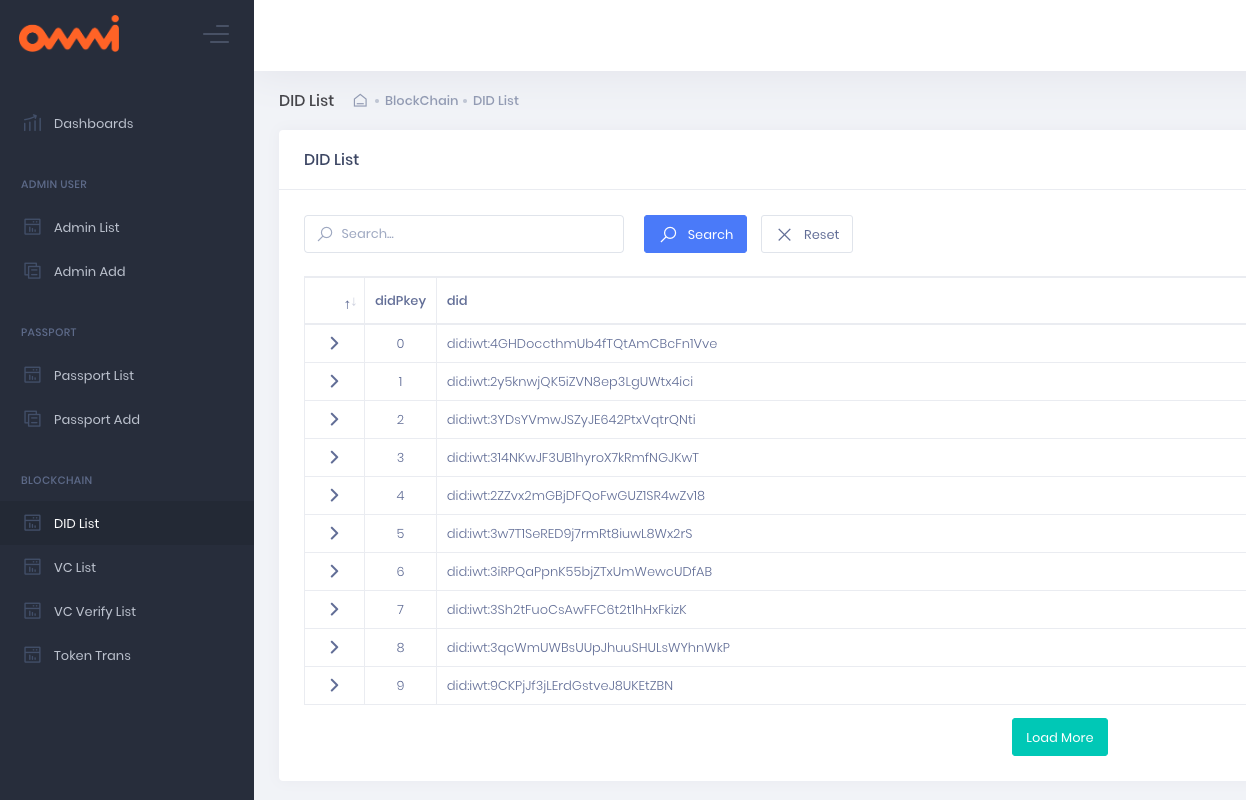 omni
Dashboards
ADMIN USER
Admin List
Admin Add
PASSPORT
Passport List
Passport Add
BLOCKCHAIN
DID List
VC List
VC Verify List
Token Trans
DID List • BlockChain • DID List
DID List
Search...
Search
Reset
didPkey did
0 did:iwt:4GHDoccthmUb4fTQtAmCBcFn1Vve
1 did:iwt:2y5knwjQK5iZVN8ep3LgUWtx4ici
2 did:iwt:3YDsYVmwJSZyJE642PtxVqtrQNti
3 did:iwt:314NKwJF3UB1hyroX7kRmfNGJKwT
4 did:iwt:2ZZvx2mGBjDFQoFwGUZ1SR4wZv18
5 did:iwt:3w7T1SeRED9j7rmRt8iuwL8Wx2rS
6 did:iwt:3iRPQaPpnK55bjZTxUmWewcUDfAB
7 did:iwt:3Sh2tFuoCsAwFFC6t2t1hHxFkizK
8 did:iwt:3qcWmUWBsUUpJhuuSHULsWYhnWkP
9 did:iwt:9CKPjJf3jLErdGstveJ8UKEtZBN
Load More